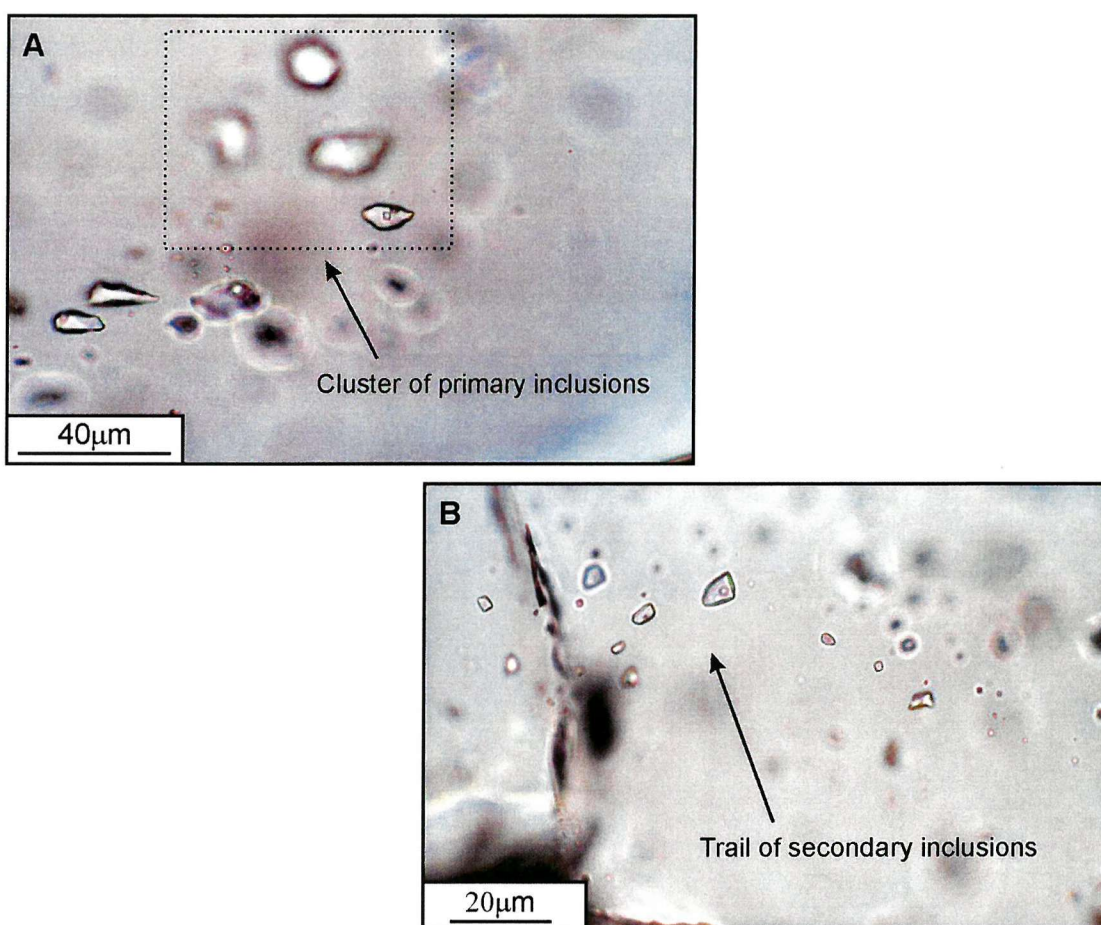 A
Cluster of primary inclusions
40μm
B
Trail of secondary inclusions
20μm